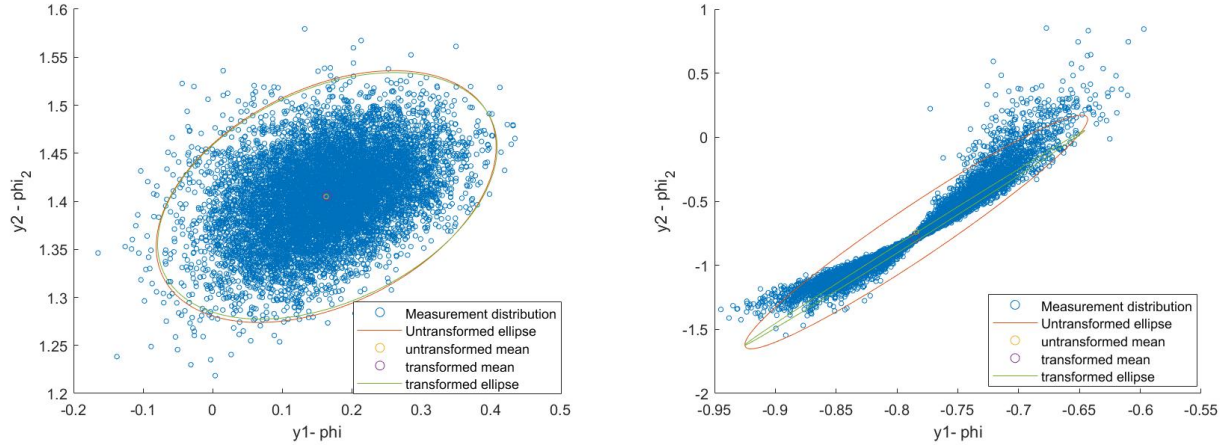 1.6
1.55
1.5
1.45
1.4
1.35
1.3
1.25
1.2
y2 - phi₂
-0.2
-0.1
0
0.1
0.2
0.3
0.4
0.5
y1- phi
Measurement distribution
Untransformed ellipse
untransformed mean
transformed mean
transformed ellipse
1
0.5
0
-0.5
-1
-1.5
-2
y2 - phi₂
-0.95
-0.9
-0.85
-0.8
-0.75
-0.7
-0.65
-0.6
-0.55
y1- phi
Measurement distribution
Untransformed ellipse
untransformed mean
transformed mean
transformed ellipse